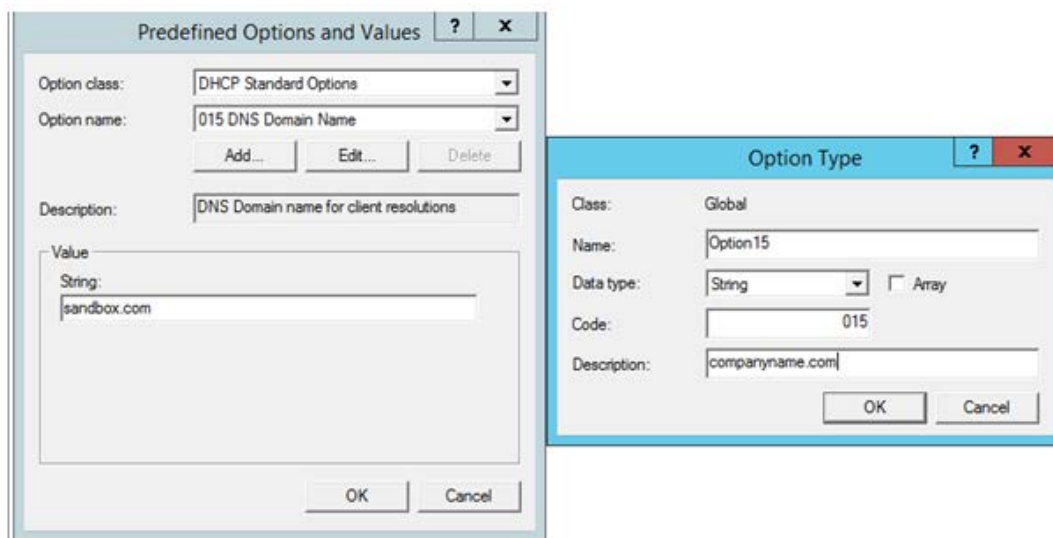 Predefined Options and Values ? x
Option class: DHCP Standard Options
Option name: 015 DNS Domain Name
Add... Edit... Delete
Description: DNS Domain name for client resolutions
Value
String:
sandbox.com
OK Cancel
Option Type ? x
Class: Global
Name: Option15
Data type: String Array
Code: 015
Description: companyname.com
OK Cancel